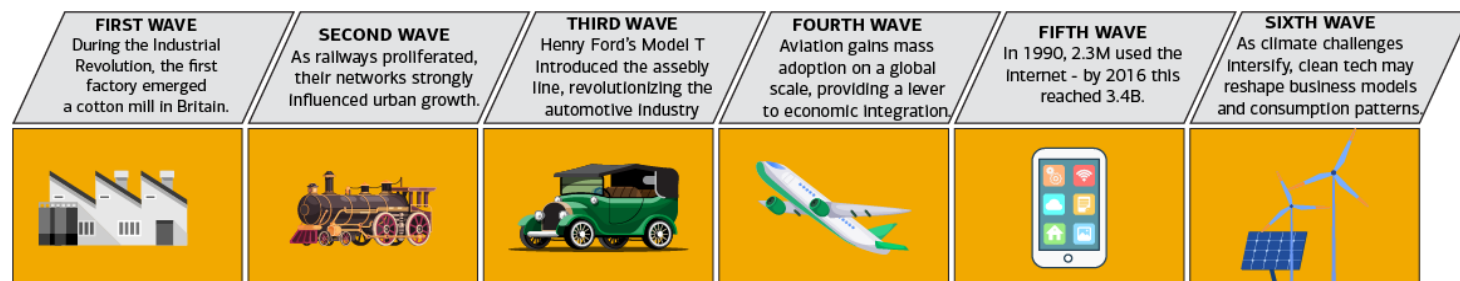 FIRST WAVE
During the Industrial
Revolution, the first
factory emerged
a cotton mill in Britain.
SECOND WAVE
As railways proliferated,
their networks strongly
influenced urban growth.
THIRD WAVE
Henry Ford's Model T
Introduced the assebly
line, revolutionizing the
automotive industry
FOURTH WAVE
Aviation gains mass
adoption on a global
scale, providing a lever
to economic integration.
FIFTH WAVE
In 1990, 2.3M used the
internet - by 2016 this
reached 3.4B.
SIXTH WAVE
As climate challenges
intersify, clean tech may
reshape business models
and consumption patterns.